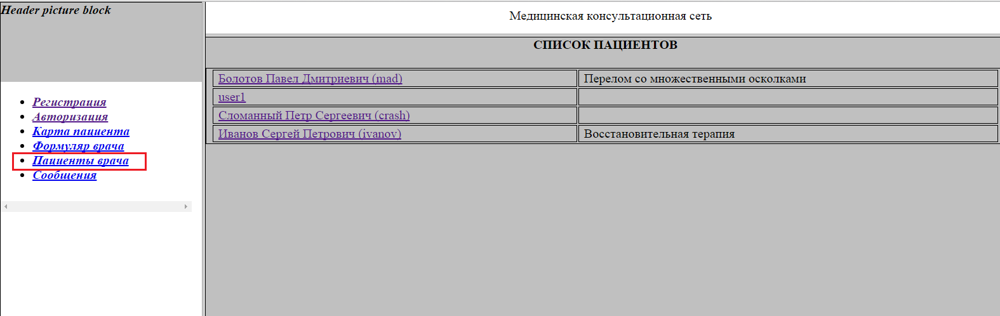 Header picture block
Регистрация
Авторизация
Карта пациента
Формуляр врача
Пациенты врача
Сообщения
Медицинская консультационная сеть
СПИСОК ПАЦИЕНТОВ
Болотов Павел Дмитриевич (mad) Перелом со множественными осколками
user1
Сломанный Петр Сергеевич (crash)
Иванов Сергей Петрович (ivanov) Восстановительная терапия